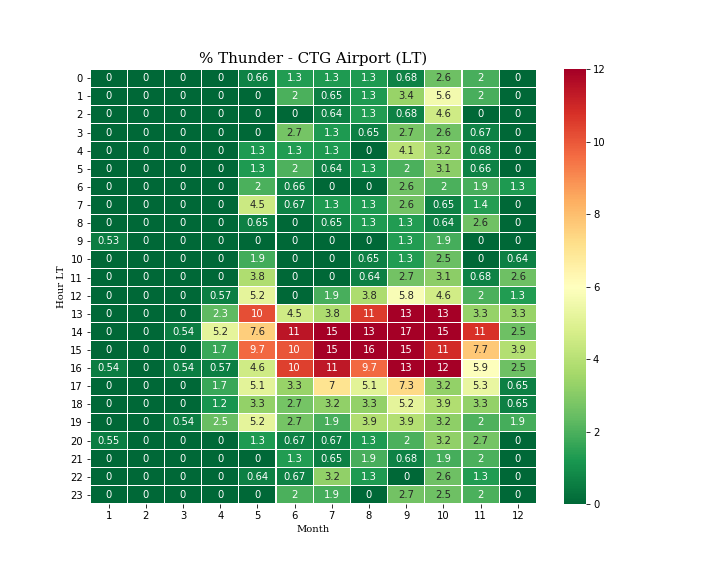 % Thunder - CTG Airport (LT)
0 0 0 0 0 0.66 1.3 1.3 1.3 0.68 2.6 2 0
1 0 0 0 0 0 2 0.65 1.3 3.4 5.6 2 0
2 0 0 0 0 0 0 0.64 1.3 0.68 4.6 0 0
3 0 0 0 0 0 2.7 1.3 0.65 2.7 2.6 0.67 0
4 0 0 0 0 1.3 1.3 1.3 0 4.1 3.2 0.68 0
5 0 0 0 0 1.3 2 0.64 1.3 2 3.1 0.66 0
6 0 0 0 0 2 0.66 0 0 2.6 2 1.9 1.3
7 0 0 0 0 4.5 0.67 1.3 1.3 2.6 0.65 1.4 0
8 0 0 0 0 0.65 0 0.65 1.3 1.3 0.64 2.6 0
9 0.53 0 0 0 0 0 0 0 1.3 1.9 0 0
10 0 0 0 0 1.9 0 0 0.65 1.3 2.5 0 0.64
11 0 0 0 0 3.8 0 0 0.64 2.7 3.1 0.68 2.6
12 0 0 0 0.57 5.2 0 1.9 3.8 5.8 4.6 2 1.3
13 0 0 0 2.3 10 4.5 3.8 11 13 13 3.3 3.3
14 0 0 0.54 5.2 7.6 11 15 13 17 15 11 2.5
15 0 0 0 1.7 9.7 10 15 16 15 11 7.7 3.9
16 0.54 0 0.54 0.57 4.6 10 11 9.7 13 12 5.9 2.5
17 0 0 0 1.7 5.1 3.3 7 5.1 7.3 3.2 5.3 0.65
18 0 0 0 1.2 3.3 2.7 3.2 3.3 5.2 3.9 3.3 0.65
19 0 0 0.54 2.5 5.2 2.7 1.9 3.9 3.9 3.2 2 1.9
20 0.55 0 0 0 1.3 0.67 0.67 1.3 2 3.2 2.7 0
21 0 0 0 0 0 1.3 0.65 1.9 0.68 1.9 2 0
22 0 0 0 0 0.64 0.67 3.2 1.3 0 2.6 1.3 0
23 0 0 0 0 0 2 1.9 0 2.7 2.5 2 0
1 2 3 4 5 6 7 8 9 10 11 12
Month
Hour LT
12
10
8
6
4
2
0